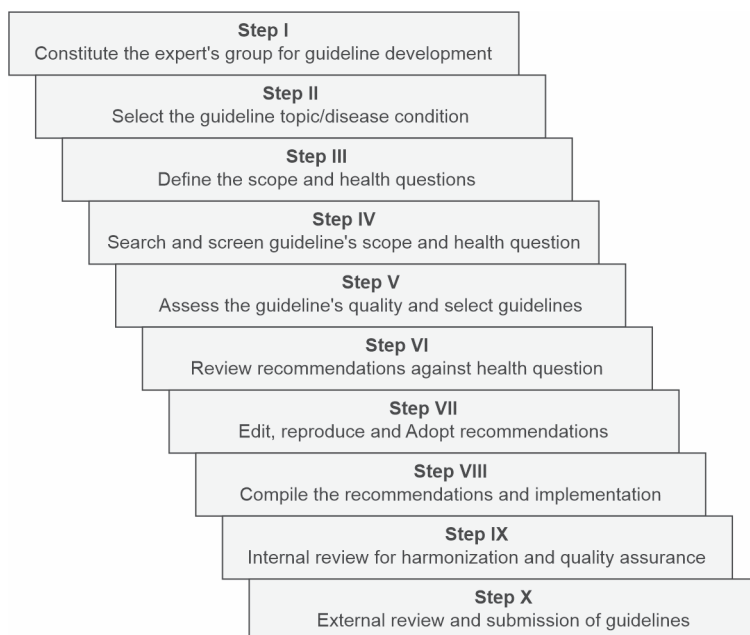 Step I
Constitute the expert's group for guideline development
Step II
Select the guideline topic/disease condition
Step III
Define the scope and health questions
Step IV
Search and screen guideline's scope and health question
Step V
Assess the guideline's quality and select guidelines
Step VI
Review recommendations against health question
Step VII
Edit, reproduce and Adopt recommendations
Step VIII
Compile the recommendations and implementation
Step IX
Internal review for harmonization and quality assurance
Step X
External review and submission of guidelines